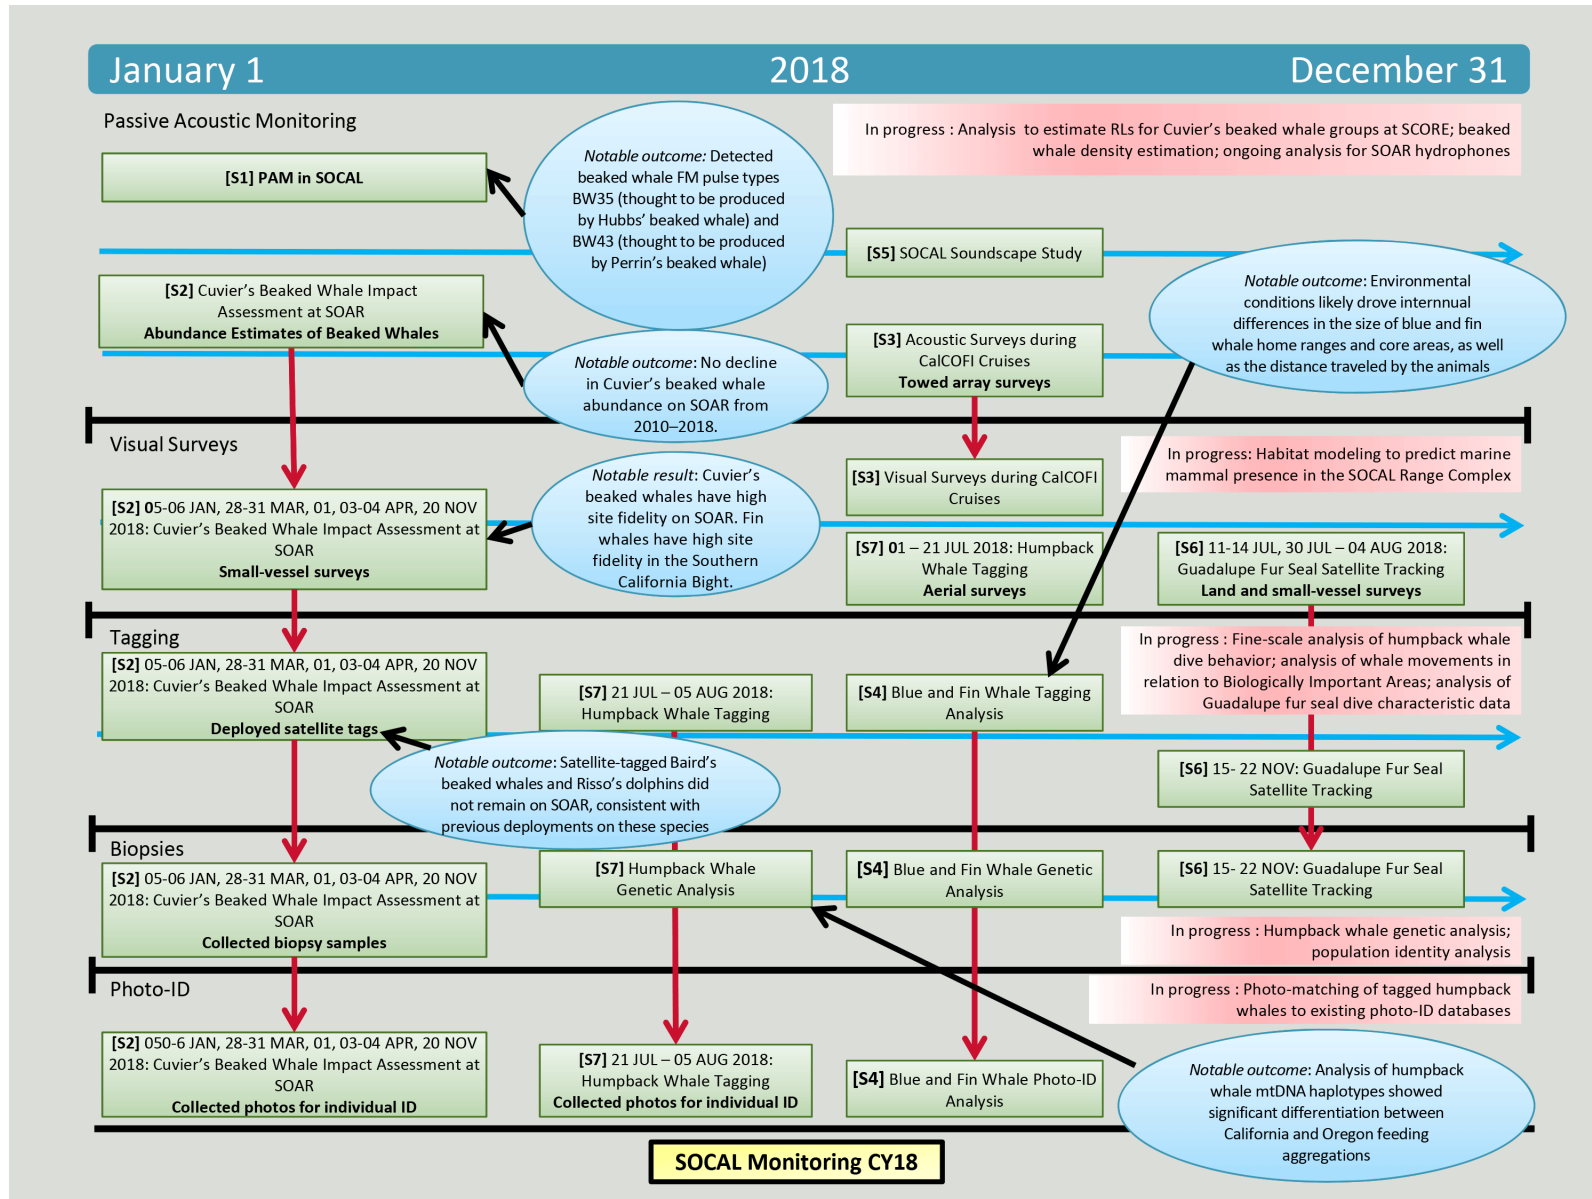 January 1 2018 December 31
Passive Acoustic Monitoring
[S1] PAM in SOCAL
Notable outcome: Detected
beaked whale FM pulse types
BW35 (thought to be produced
by Hubbs' beaked whale) and
BW43 (thought to be produced
by Perrin's beaked whale)
In progress : Analysis to estimate RLs for Cuvier's beaked whale groups at SCORE; beaked
whale density estimation; ongoing analysis for SOAR hydrophones
[S5] SOCAL Soundscape Study
[S2] Cuvier's Beaked Whale Impact
Assessment at SOAR
Abundance Estimates of Beaked Whales
Notable outcome: No decline
in Cuvier's beaked whale
abundance on SOAR from
2010–2018.
[S3] Acoustic Surveys during
CalCOFI Cruises
Towed array surveys
Notable outcome: Environmental
conditions likely drove internnual
differences in the size of blue and fin
whale home ranges and core areas, as well
as the distance traveled by the animals
Visual Surveys
[S2] 05-06 JAN, 28-31 MAR, 01, 03-04 APR, 20 NOV
2018: Cuvier's Beaked Whale Impact Assessment at
SOAR
Small-vessel surveys
Notable result: Cuvier's
beaked whales have high
site fidelity on SOAR. Fin
whales have high site
fidelity in the Southern
California Bight.
[S3] Visual Surveys during CalCOFI
Cruises
In progress: Habitat modeling to predict marine
mammal presence in the SOCAL Range Complex
[S7] 01 – 21 JUL 2018: Humpback
Whale Tagging
Aerial surveys
[S6] 11-14 JUL, 30 JUL – 04 AUG 2018:
Guadalupe Fur Seal Satellite Tracking
Land and small-vessel surveys
Tagging
[S2] 05-06 JAN, 28-31 MAR, 01, 03-04 APR, 20 NOV
2018: Cuvier's Beaked Whale Impact Assessment at
SOAR
Deployed satellite tags
[S7] 21 JUL – 05 AUG 2018:
Humpback Whale Tagging
[S4] Blue and Fin Whale Tagging
Analysis
In progress : Fine-scale analysis of humpback whale
dive behavior; analysis of whale movements in
relation to Biologically Important Areas; analysis of
Guadalupe fur seal dive characteristic data
Notable outcome: Satellite-tagged Baird's
beaked whales and Risso's dolphins did
not remain on SOAR, consistent with
previous deployments on these species
[S6] 15- 22 NOV: Guadalupe Fur Seal
Satellite Tracking
Biopsies
[S2] 05-06 JAN, 28-31 MAR, 01, 03-04 APR, 20 NOV
2018: Cuvier's Beaked Whale Impact Assessment at
SOAR
Collected biopsy samples
[S7] Humpback Whale
Genetic Analysis
[S4] Blue and Fin Whale Genetic
Analysis
[S6] 15- 22 NOV: Guadalupe Fur Seal
Satellite Tracking
In progress : Humpback whale genetic analysis;
population identity analysis
Photo-ID
In progress : Photo-matching of tagged humpback
whales to existing photo-ID databases
[S2] 050-6 JAN, 28-31 MAR, 01, 03-04 APR, 20 NOV
2018: Cuvier's Beaked Whale Impact Assessment at
SOAR
Collected photos for individual ID
[S7] 21 JUL – 05 AUG 2018:
Humpback Whale Tagging
Collected photos for individual ID
[S4] Blue and Fin Whale Photo-ID
Analysis
Notable outcome: Analysis of humpback
whale mtDNA haplotypes showed
significant differentiation between
California and Oregon feeding
aggregations
SOCAL Monitoring CY18